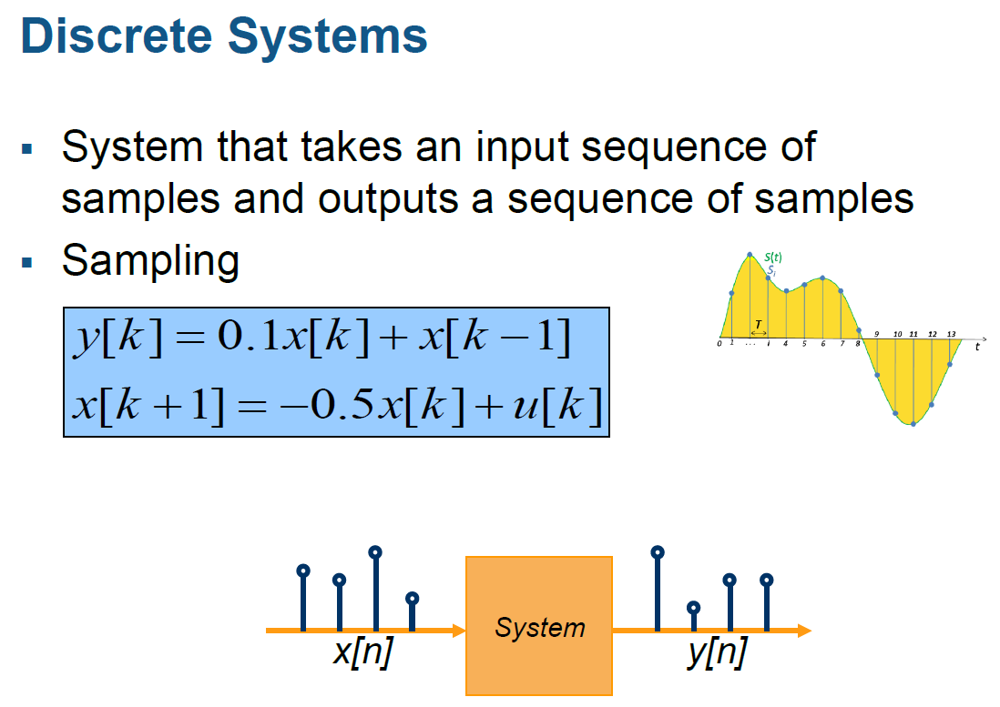 Discrete Systems
▪ System that takes an input sequence of
samples and outputs a sequence of samples
▪ Sampling
y[k] = 0.1x[k] + x[k − 1]
x[k + 1] = −0.5x[k] + u[k]
S(t)
Sᵢ
T
0 1 ... i 4 5 6 7 8 9 10 11 12 13
t
System
x[n]
y[n]